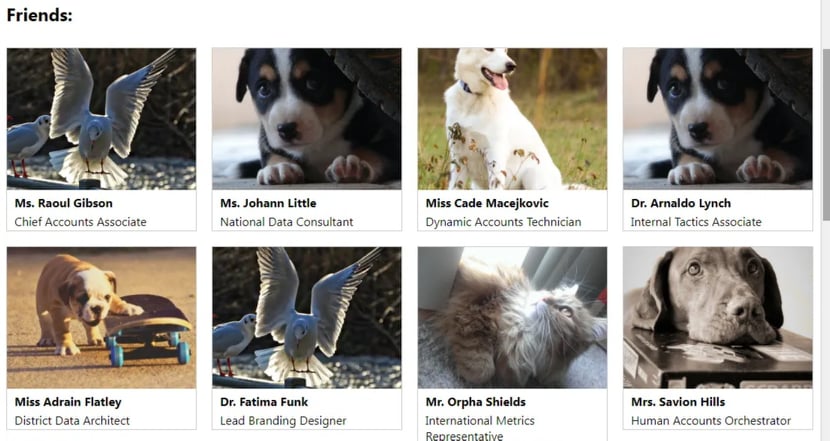 Friends:
Ms. Raoul Gibson
Chief Accounts Associate
Ms. Johann Little
National Data Consultant
Miss Cade Macejkovic
Dynamic Accounts Technician
Dr. Arnaldo Lynch
Internal Tactics Associate
Miss Adrain Flatley
District Data Architect
Dr. Fatima Funk
Lead Branding Designer
Mr. Orpha Shields
International Metrics
Representative
Mrs. Savion Hills
Human Accounts Orchestrator